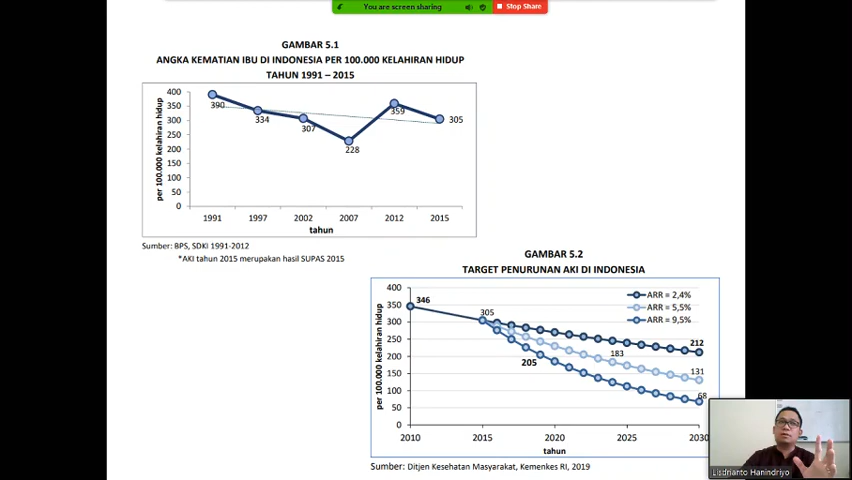 You are screen sharing
Stop Share
GAMBAR 5.1
ANGKA KEMATIAN IBU DI INDONESIA PER 100.000 KELAHIRAN HIDUP
TAHUN 1991 – 2015
per 100.000 kelahiran hidup
400
350
300
250
200
150
100
50
0
390
334
307
228
359
305
1991 1997 2002 2007 2012 2015
tahun
Sumber: BPS, SDKI 1991-2012
*AKI tahun 2015 merupakan hasil SUPAS 2015
GAMBAR 5.2
TARGET PENURUNAN AKI DI INDONESIA
per 100.000 kelahiran hidup
400
350
300
250
200
150
100
50
0
346
305
205
183
212
131
68
ARR = 2,4%
ARR = 5,5%
ARR = 9,5%
2010 2015 2020 2025 2030
tahun
Sumber: Ditjen Kesehatan Masyarakat, Kemenkes RI, 2019
Lisdrianto Hanindriyo